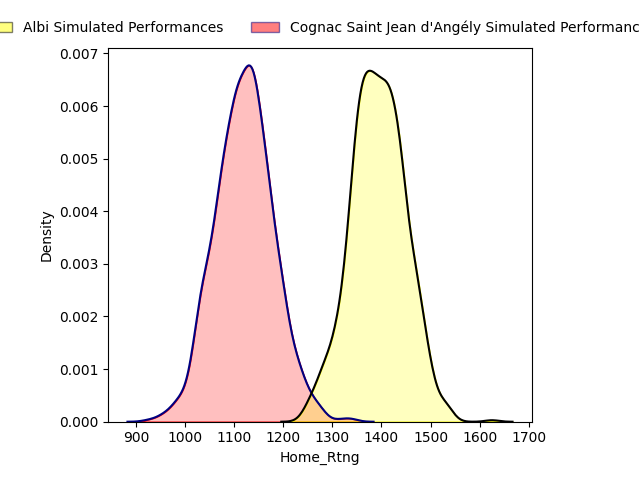 Albi Simulated Performances
Cognac Saint Jean d'Angély Simulated Performanc
0.007
0.006
0.005
0.004
0.003
0.002
0.001
0.000
Density
900 1000 1100 1200 1300 1400 1500 1600 1700
Home_Rtng